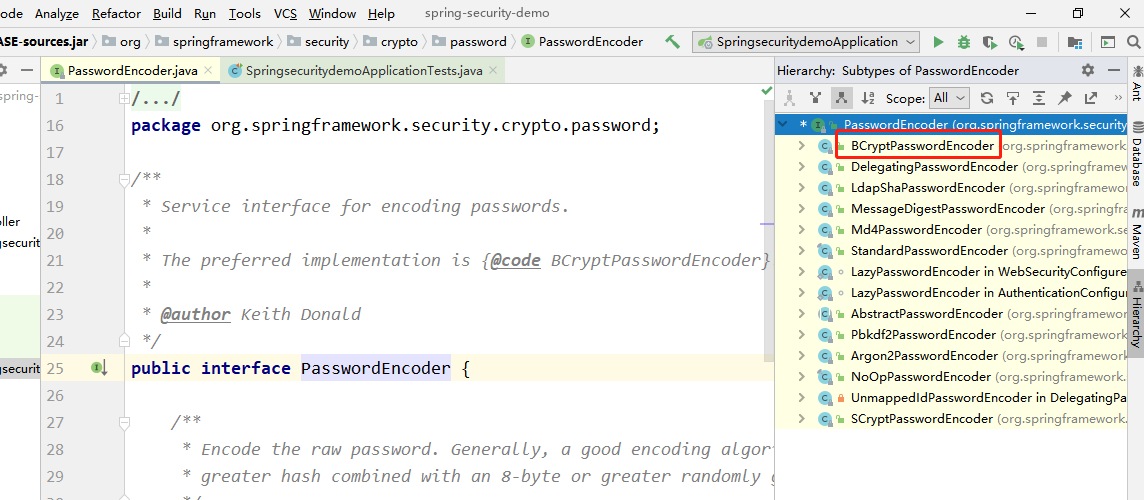 ode Analyze Refactor Build Run Tools VCS Window Help spring-security-demo
ASE-sources.jar org springframework security crypto password PasswordEncoder SpringsecuritydemoApplication
PasswordEncoder.java SpringsecuritydemoApplicationTests.java
Hierarchy: Subtypes of PasswordEncoder
Scope: All
spring-
oller
gsecurit
gsecurit
1 /.../
16 package org.springframework.security.crypto.password;
17
18 /**
19 * Service interface for encoding passwords.
20 *
21 * The preferred implementation is {@code BCryptPasswordEncoder}
22 *
23 * @author Keith Donald
24 */
25 public interface PasswordEncoder {
26
27 /**
28 * Encode the raw password. Generally, a good encoding algor
29 * greater hash combined with an 8-byte or greater randomly g
30 */
* PasswordEncoder (org.springframework.security
BCryptPasswordEncoder (org.springframework.
DelegatingPasswordEncoder (org.springframew
LdapShaPasswordEncoder (org.springframewor
MessageDigestPasswordEncoder (org.springfra
Md4PasswordEncoder (org.springframework.se
StandardPasswordEncoder (org.springframewo
LazyPasswordEncoder in WebSecurityConfigure
LazyPasswordEncoder in AuthenticationConfigu
AbstractPasswordEncoder (org.springframewor
Pbkdf2PasswordEncoder (org.springframework
Argon2PasswordEncoder (org.springframework
NoOpPasswordEncoder (org.springframework.
UnmappedIdPasswordEncoder in DelegatingPa
SCryptPasswordEncoder (org.springframework
Ant
Database
Maven
Hierarchy